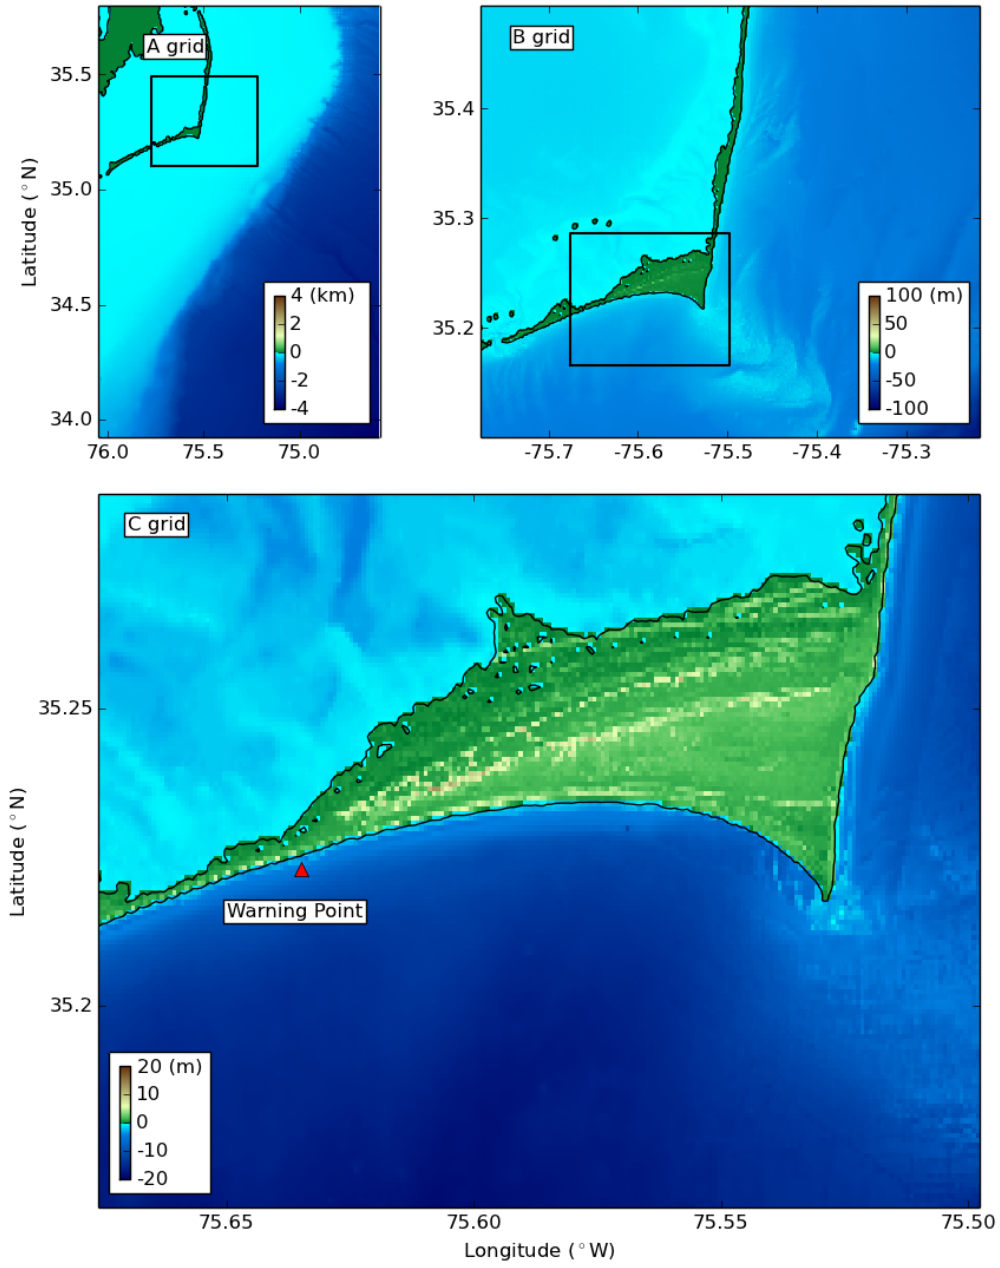 A grid
35.5
35.0
34.5
34.0
Latitude (°N)
4 (km)
2
0
-2
-4
76.0 75.5 75.0
B grid
35.4
35.3
35.2
100 (m)
50
0
-50
-100
-75.7 -75.6 -75.5 -75.4 -75.3
C grid
35.25
35.2
Latitude (°N)
Warning Point
20 (m)
10
0
-10
-20
75.65 75.60 75.55 75.50
Longitude (°W)